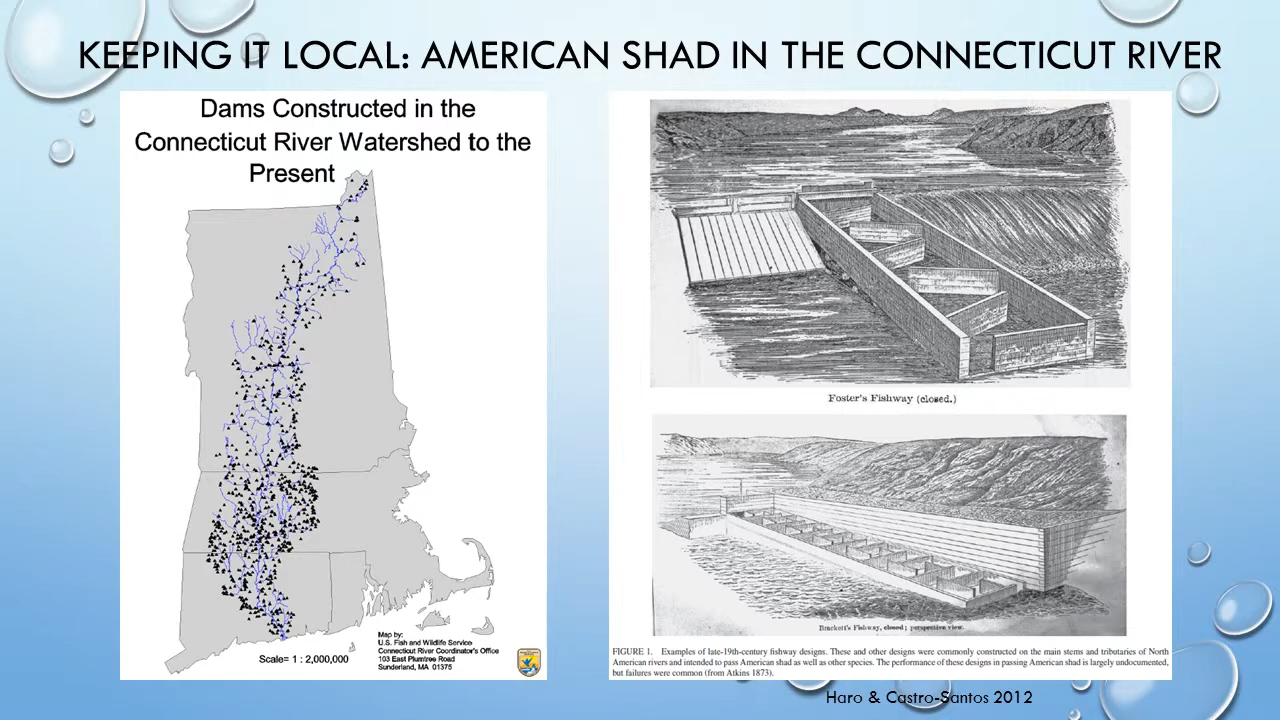 KEEPING IT LOCAL: AMERICAN SHAD IN THE CONNECTICUT RIVER
Dams Constructed in the
Connecticut River Watershed to the
Present
Scale= 1 : 2,000,000
Map by:
U.S. Fish and Wildlife Service
Connecticut River Coordinator's Office
103 East Plumtree Road
Sunderland, MA 01375
Foster's Fishway (closed.)
Brackett's Fishway, closed; perspective view.
FIGURE 1. Examples of late-19th-century fishway designs. These and other designs were commonly constructed on the main stems and tributaries of North
American rivers and intended to pass American shad as well as other species. The performance of these designs in passing American shad is largely undocumented,
but failures were common (from Atkins 1873).
Haro & Castro-Santos 2012